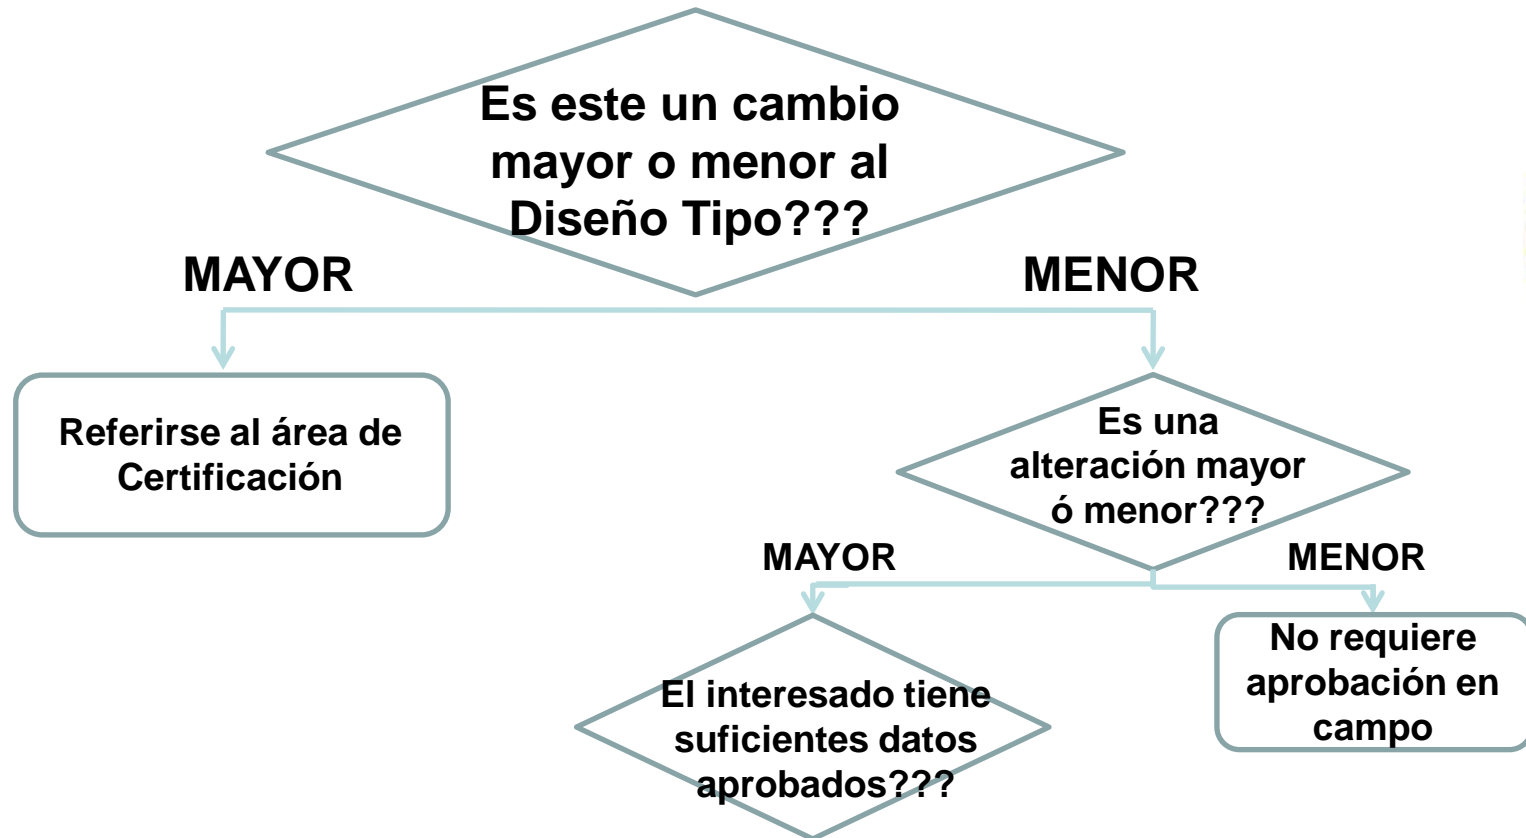 Es este un cambio
mayor o menor al
Diseño Tipo???
MAYOR
MENOR
Referirse al área de
Certificación
Es una
alteración mayor
ó menor???
MAYOR
MENOR
El interesado tiene
suficientes datos
aprobados???
No requiere
aprobación en
campo